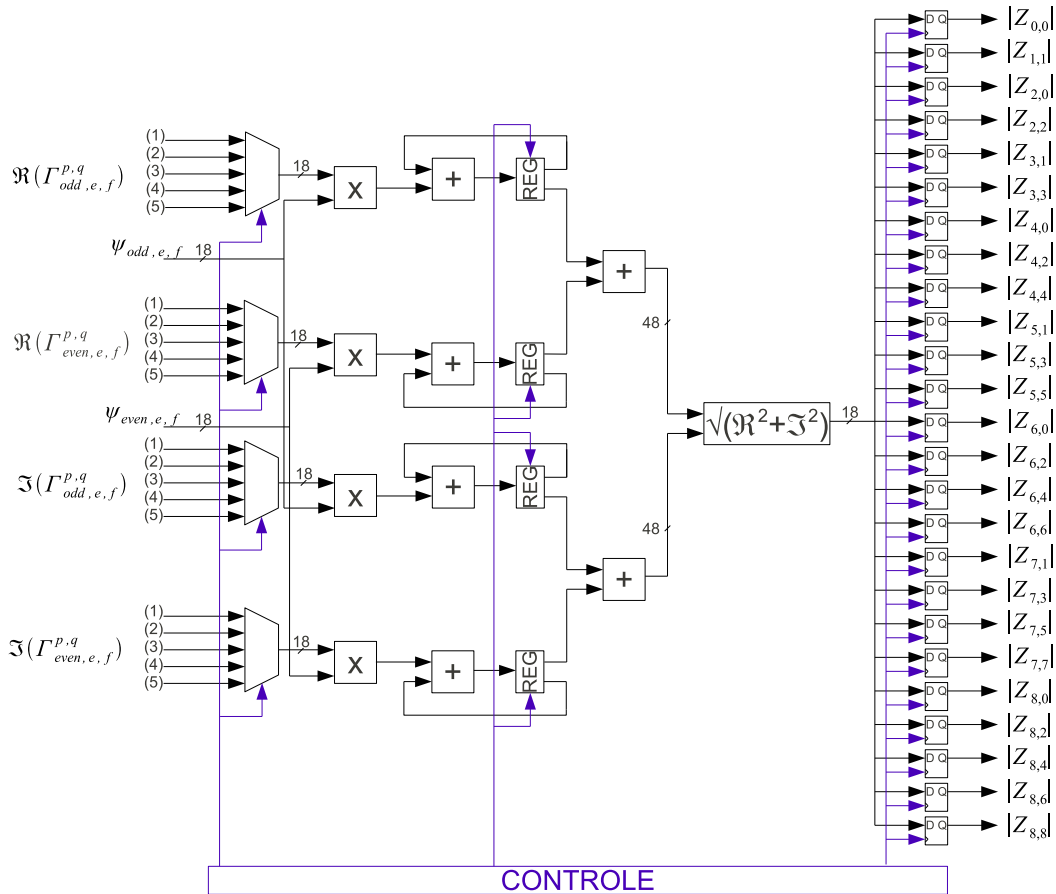 (1)
(2)
(3)
(4)
(5)
ℜ(Γ^{p,q}_{odd,e,f})
18
X
+
REG
ψ_{odd,e,f}
18
+
48
(1)
(2)
(3)
(4)
(5)
ℜ(Γ^{p,q}_{even,e,f})
18
X
+
REG
ψ_{even,e,f}
18
√(ℜ²+ℑ²)
18
(1)
(2)
(3)
(4)
(5)
ℑ(Γ^{p,q}_{odd,e,f})
18
X
+
REG
48
+
(1)
(2)
(3)
(4)
(5)
ℑ(Γ^{p,q}_{even,e,f})
18
X
+
REG
D Q |Z_{0,0}|
D Q |Z_{1,1}|
D Q |Z_{2,0}|
D Q |Z_{2,2}|
D Q |Z_{3,1}|
D Q |Z_{3,3}|
D Q |Z_{4,0}|
D Q |Z_{4,2}|
D Q |Z_{4,4}|
D Q |Z_{5,1}|
D Q |Z_{5,3}|
D Q |Z_{5,5}|
D Q |Z_{6,0}|
D Q |Z_{6,2}|
D Q |Z_{6,4}|
D Q |Z_{6,6}|
D Q |Z_{7,1}|
D Q |Z_{7,3}|
D Q |Z_{7,5}|
D Q |Z_{7,7}|
D Q |Z_{8,0}|
D Q |Z_{8,2}|
D Q |Z_{8,4}|
D Q |Z_{8,6}|
D Q |Z_{8,8}|
CONTROLE